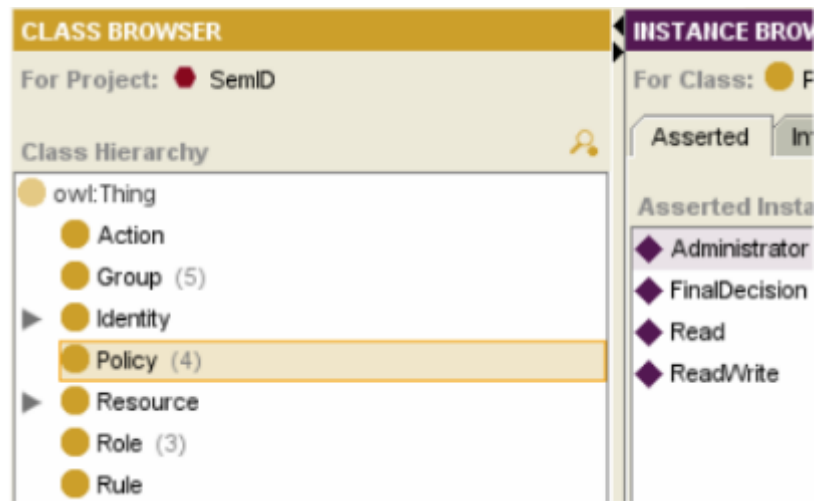 CLASS BROWSER
For Project: SemID
Class Hierarchy
owl:Thing
Action
Group (5)
Identity
Policy (4)
Resource
Role (3)
Rule
INSTANCE BROW
For Class: P
Asserted In
Asserted Insta
Administrator
FinalDecision
Read
ReadWrite